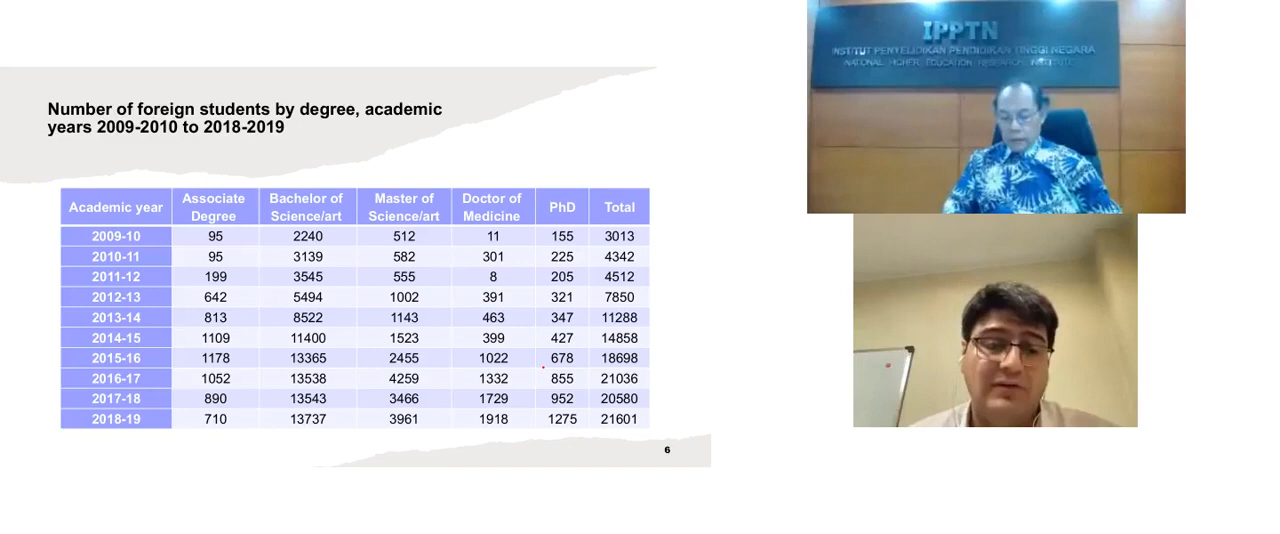 Number of foreign students by degree, academic
years 2009-2010 to 2018-2019
Academic year Associate Degree Bachelor of Science/art Master of Science/art Doctor of Medicine PhD Total
2009-10 95 2240 512 11 155 3013
2010-11 95 3139 582 301 225 4342
2011-12 199 3545 555 8 205 4512
2012-13 642 5494 1002 391 321 7850
2013-14 813 8522 1143 463 347 11288
2014-15 1109 11400 1523 399 427 14858
2015-16 1178 13365 2455 1022 678 18698
2016-17 1052 13538 4259 1332 855 21036
2017-18 890 13543 3466 1729 952 20580
2018-19 710 13737 3961 1918 1275 21601
6
IPPTN
INSTITUT PENYELIDIKAN PENDIDIKAN TINGGI NEGARA
NATIONAL HIGHER EDUCATION RESEARCH INSTITUTE